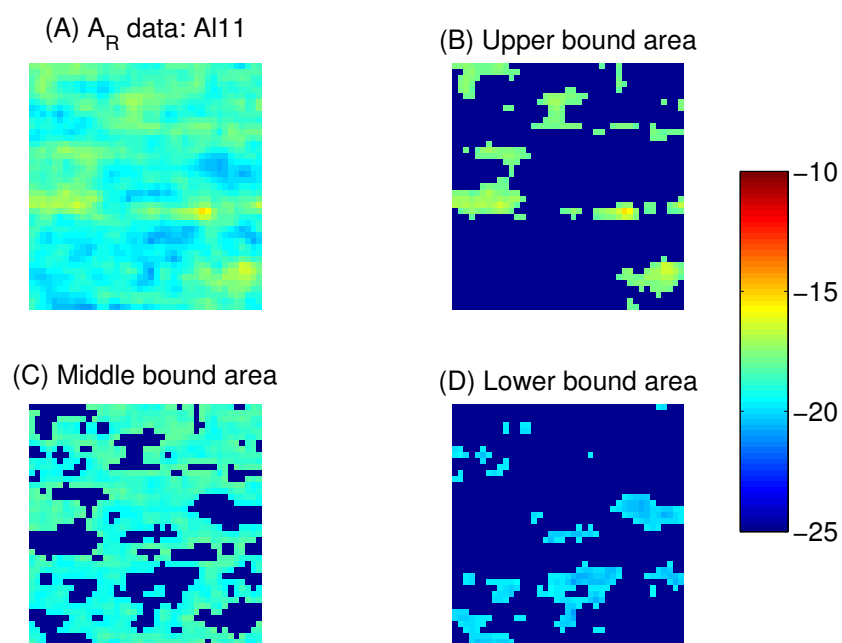 (A) A_R data: Al11
(B) Upper bound area
−10
−15
−20
−25
(C) Middle bound area
(D) Lower bound area